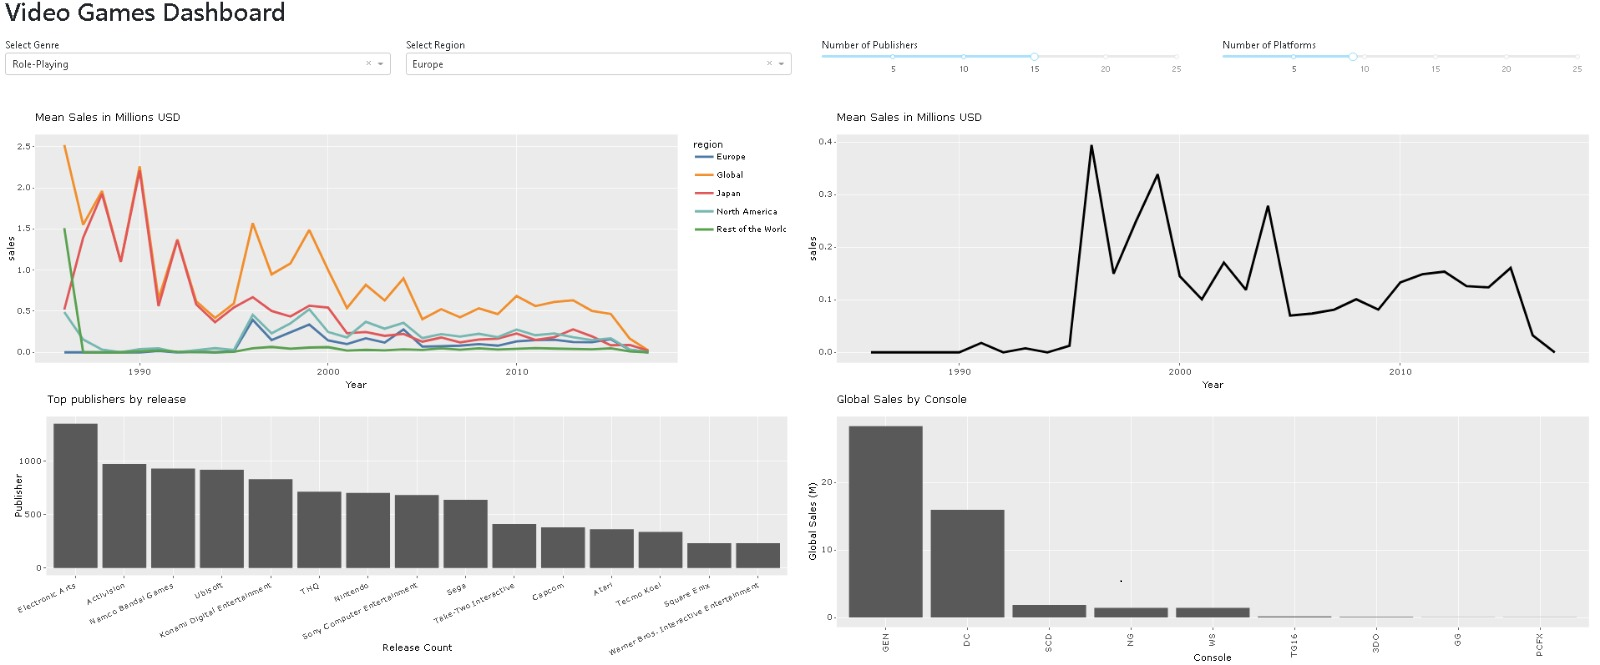 Video Games Dashboard
Select Genre
Select Region
Number of Publishers
Number of Platforms
Role-Playing × 
Europe × 
5 10 15 20 25
5 10 15 20 25
Mean Sales in Millions USD
2.5
2.0
1.5
1.0
0.5
0.0
sales
1990 2000 2010
Year
region
Europe
Global
Japan
North America
Rest of the World
Mean Sales in Millions USD
0.4
0.3
0.2
0.1
0.0
sales
1990 2000 2010
Year
Top publishers by release
1000
500
0
Publisher
Electronic Arts
Activision
Namco Bandai Games
Ubisoft
Konami Digital Entertainment
THQ
Nintendo
Sony Computer Entertainment
Sega
Take-Two Interactive
Capcom
Atari
Tecmo Koei
Square Enix
Warner Bros. Interactive Entertainment
Release Count
Global Sales by Console
20
10
0
Global Sales (M)
GEN
DC
SCD
NG
WS
TG16
3DO
GG
PCFX
Console